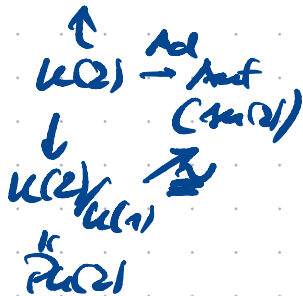 ↑ Ad
U(2) → Aut
(su(2))
↓
U(2)/U(1) ↗ ~
=
PU(2)